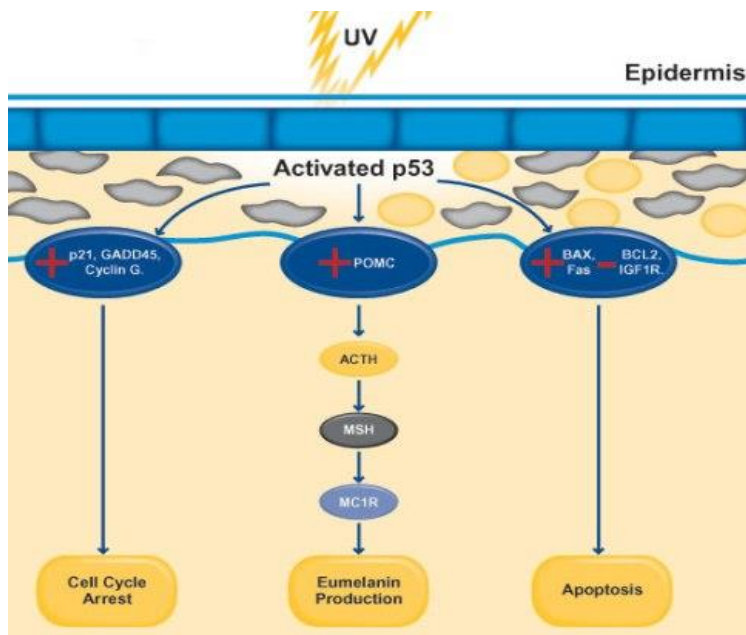 UV
Epidermis
Activated p53
p21, GADD45,
Cyclin G.
POMC
BAX,
Fas
BCL2,
IGF1R.
ACTH
MSH
MC1R
Cell Cycle
Arrest
Eumelanin
Production
Apoptosis